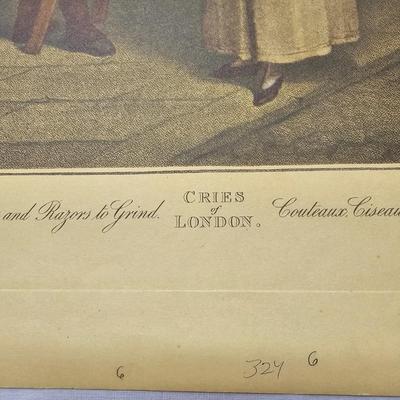 and Razors to Grind.
CRIES
of
LONDON.
Couteaux, Ciseau
6
324 6